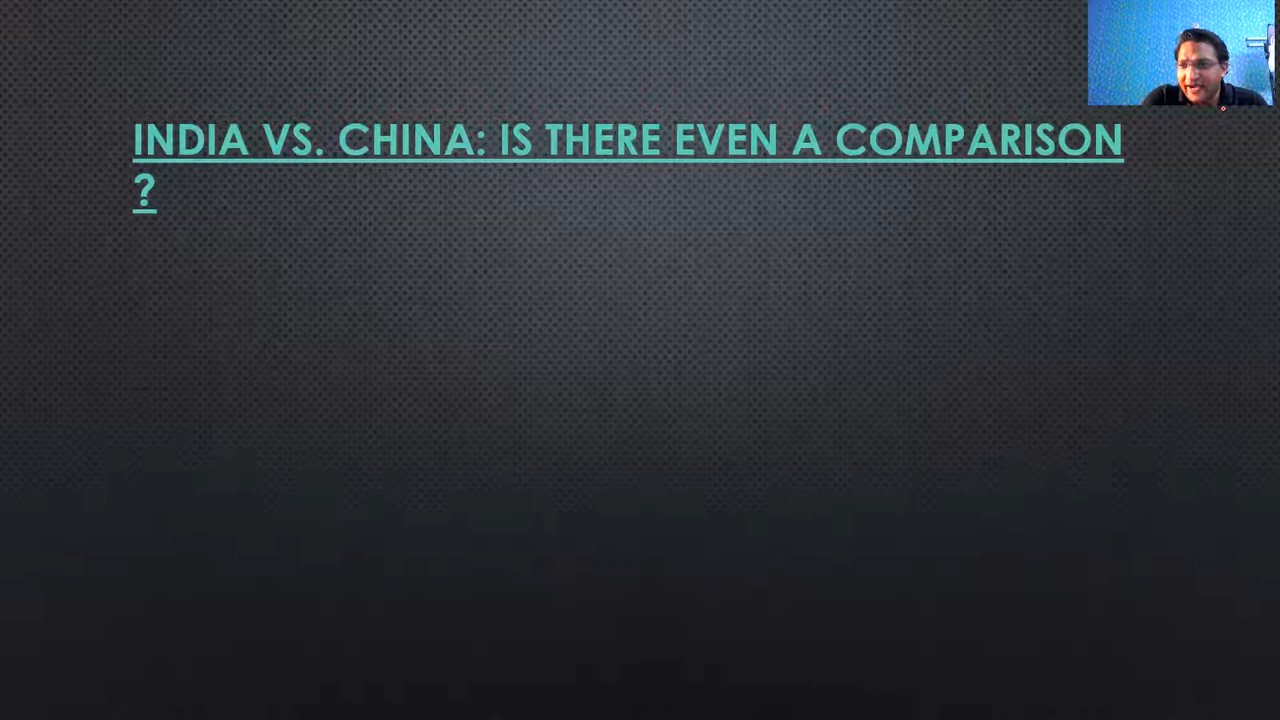 INDIA VS. CHINA: IS THERE EVEN A COMPARISON
?